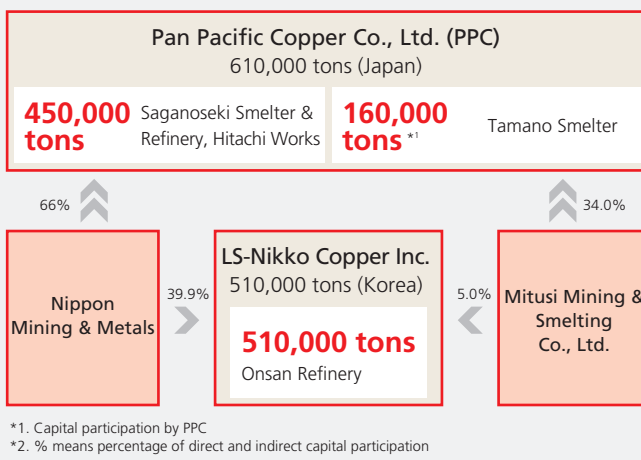 Pan Pacific Copper Co., Ltd. (PPC)
610,000 tons (Japan)
450,000
tons
Saganoseki Smelter &
Refinery, Hitachi Works
160,000
tons *1
Tamano Smelter
66%
34.0%
Nippon
Mining & Metals
39.9%
LS-Nikko Copper Inc.
510,000 tons (Korea)
510,000 tons
Onsan Refinery
5.0%
Mitusi Mining &
Smelting
Co., Ltd.
*1. Capital participation by PPC
*2. % means percentage of direct and indirect capital participation